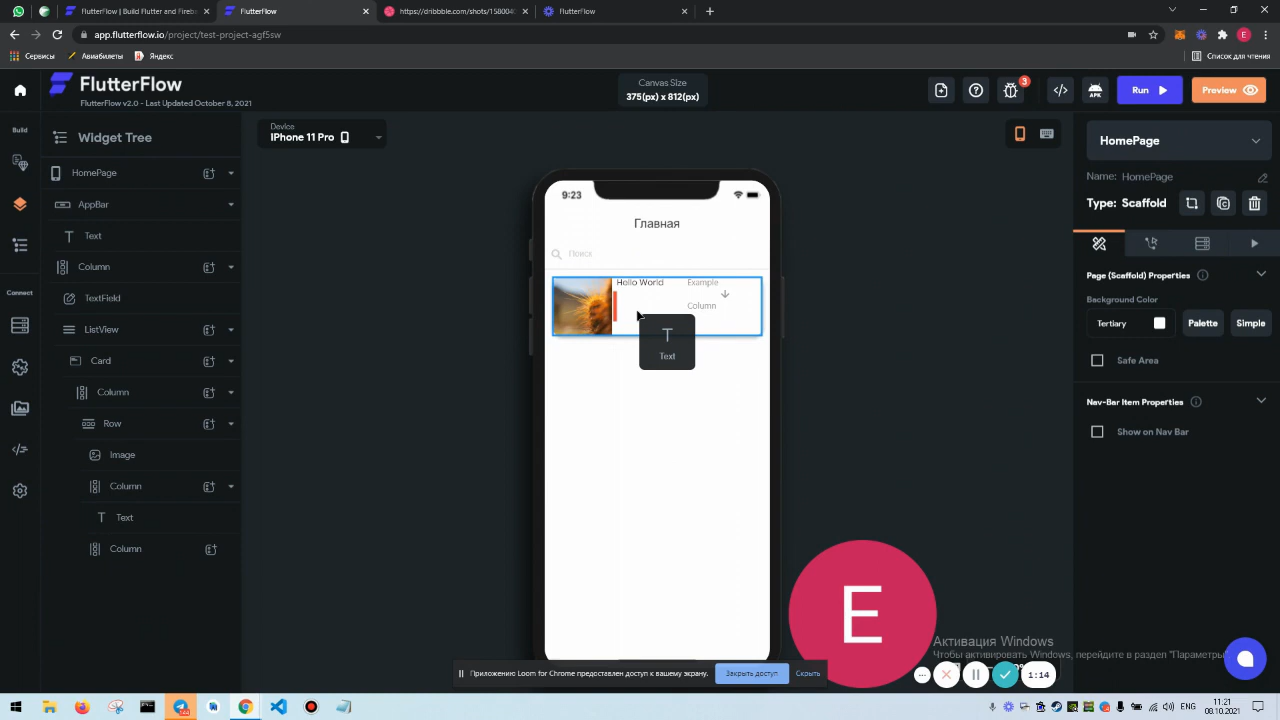 FlutterFlow | Build Flutter and Fireb
FlutterFlow
https://dribbble.com/shots/158004
FlutterFlow
app.flutterflow.io/project/test-project-agf5sw
Сервисы
Авиабилеты
Яндекс
Список для чтения
FlutterFlow
FlutterFlow v2.0 - Last Updated October 8, 2021
Canvas Size
375(px) x 812(px)
3
APK
Run
Preview
Build
Connect
Widget Tree
HomePage
AppBar
Text
Column
TextField
ListView
Card
Column
Row
Image
Column
Text
Column
Device
iPhone 11 Pro
9:23
Главная
Поиск
Hollo World
Example
Column
T
Text
HomePage
Name: HomePage
Type: Scaffold
Page (Scaffold) Properties
Background Color
Tertiary
Palette
Simple
Safe Area
Nav-Bar Item Properties
Show on Nav Bar
E
Активация Windows
Чтобы активировать Windows, перейдите в раздел "Параметры
Приложению Loom for Chrome предоставлен доступ к вашему экрану.
Закрыть доступ
Скрыть
1:14
ENG
11:21
08.10.2021